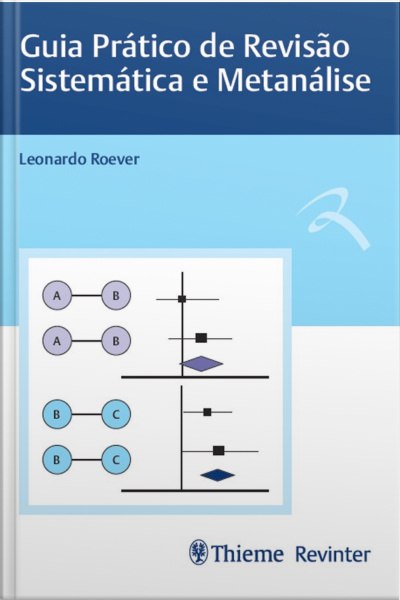 Guia Prático de Revisão
Sistemática e Metanálise
Leonardo Roever
A B
A B
B C
B C
Thieme Revinter